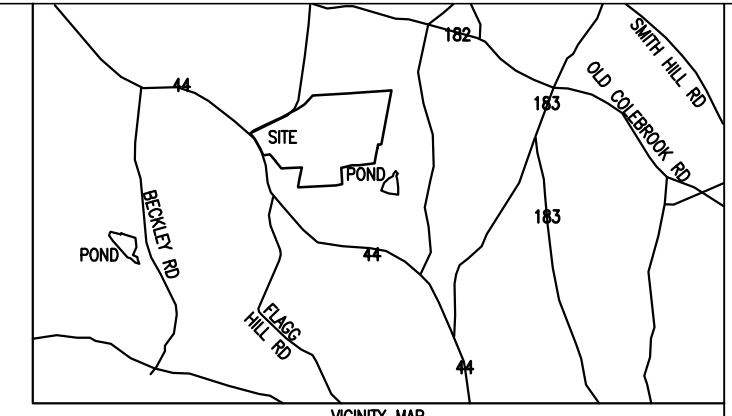 182
SMITH HILL RD
44
OLD COLEBROOK RD
183
SITE
POND
183
BECKLEY RD
POND
44
FLAGG
HILL RD
44
VICINITY MAP